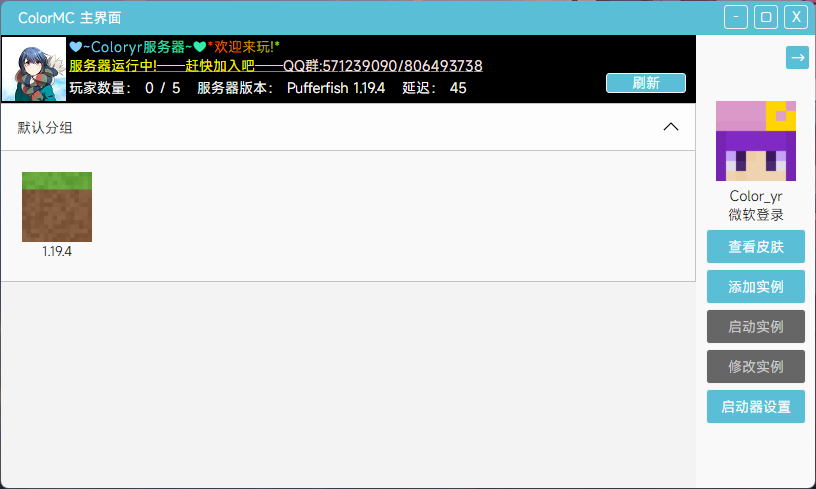 ColorMC 主界面
- ▢ X
~Coloryr服务器~ *欢迎来玩!*
服务器运行中!——赶快加入吧——QQ群:571239090/806493738
玩家数量： 0 / 5 服务器版本： Pufferfish 1.19.4 延迟： 45
刷新
默认分组
1.19.4
→
Color_yr
微软登录
查看皮肤
添加实例
启动实例
修改实例
启动器设置